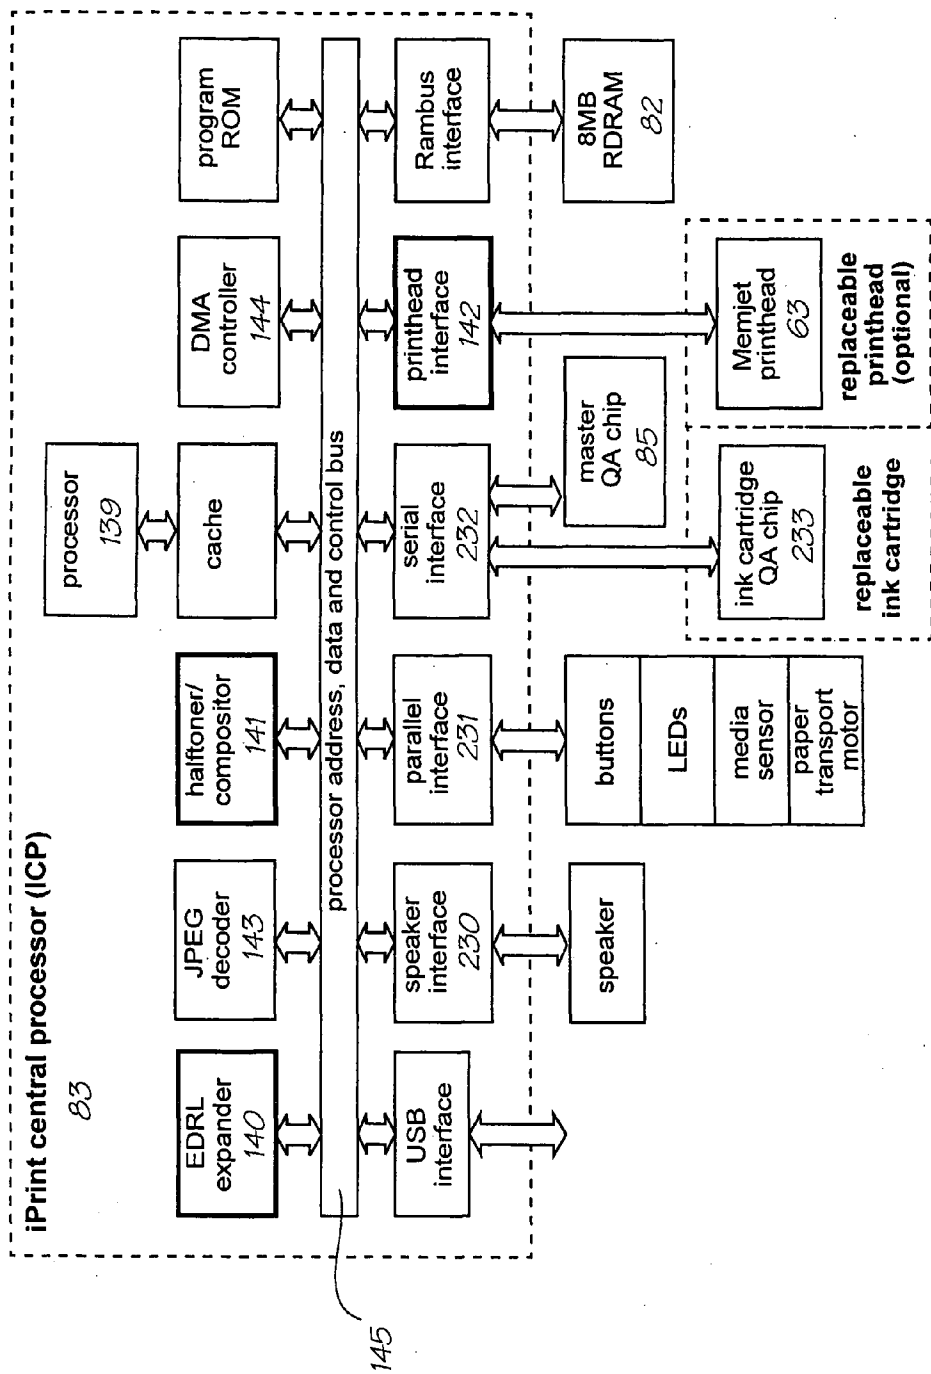 iPrint central processor (ICP)
83
processor
139
EDRL
expander
140
JPEG
decoder
143
halftoner/
compositor
141
cache
DMA
controller
144
program
ROM
processor address, data and control bus
145
USB
interface
speaker
interface
230
parallel
interface
231
serial
interface
232
printhead
interface
142
Rambus
interface
speaker
buttons
LEDs
media
sensor
paper
transport
motor
master
QA chip
85
8MB
RDRAM
82
ink cartridge
QA chip
233
replaceable
ink cartridge
Memjet
printhead
63
replaceable
printhead
(optional)